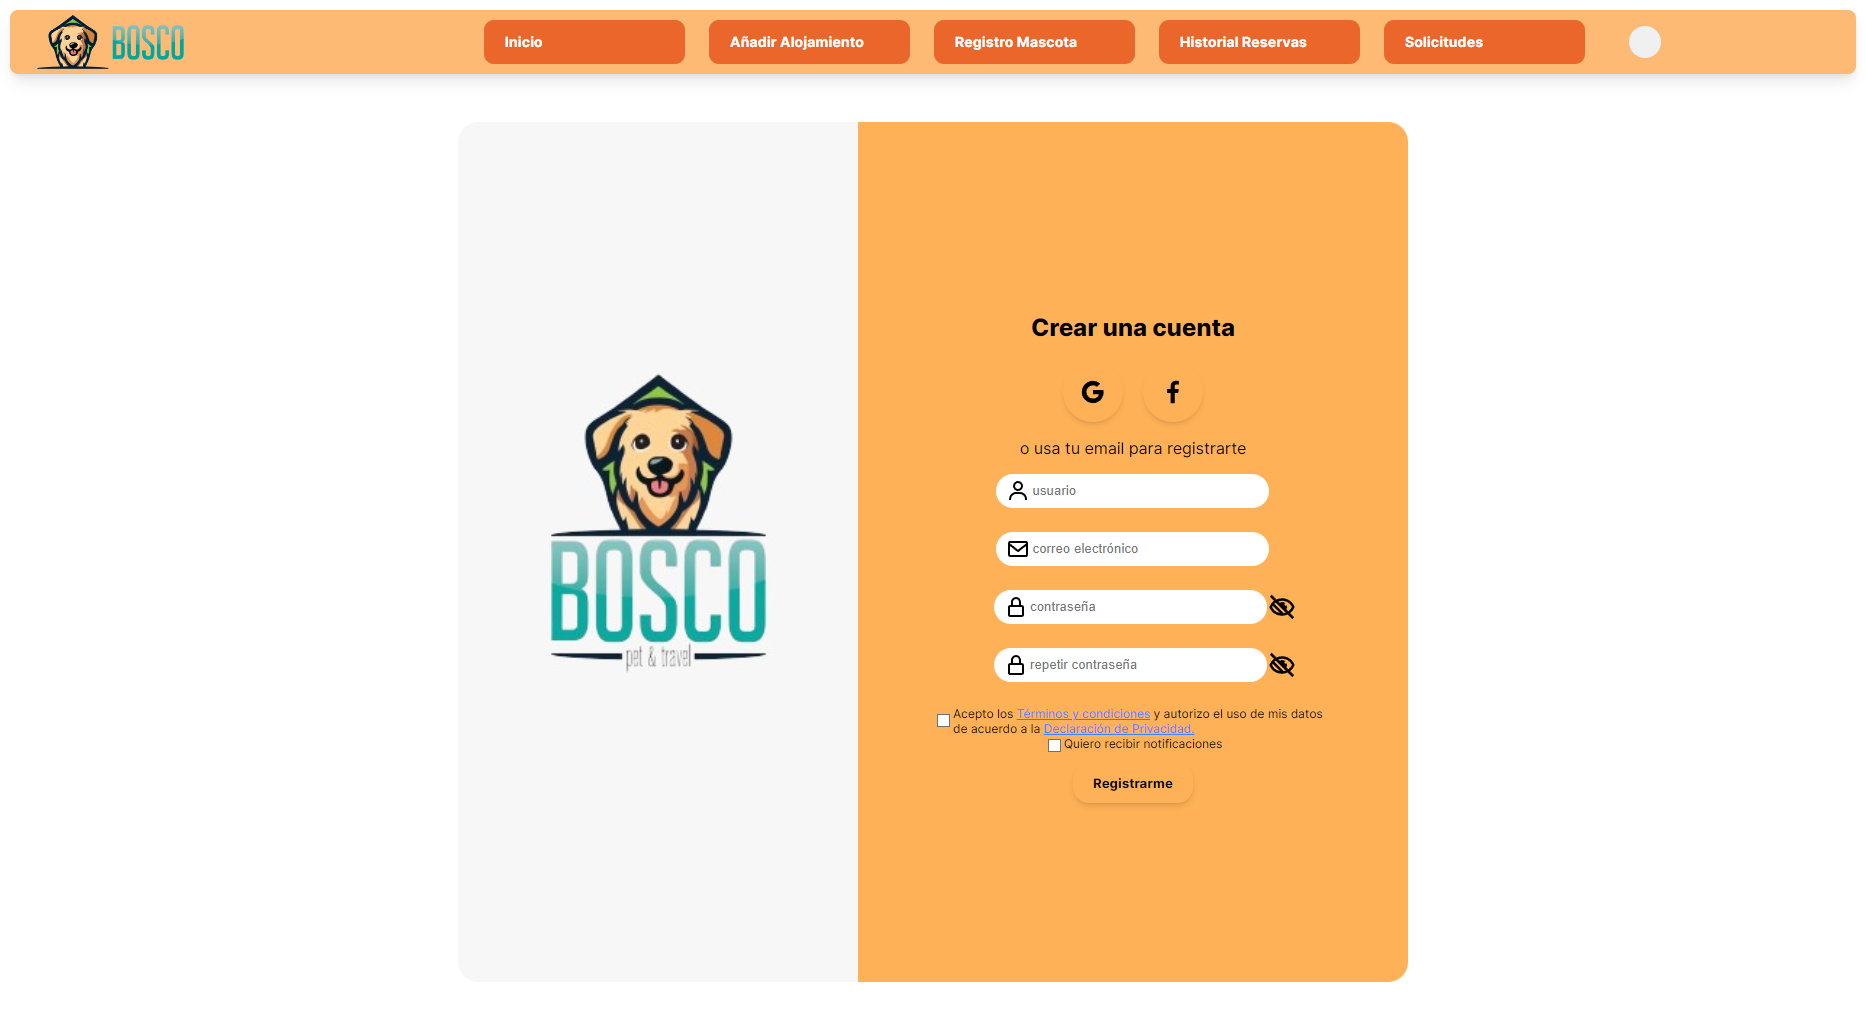 BOSCO
Inicio
Añadir Alojamiento
Registro Mascota
Historial Reservas
Solicitudes
BOSCO
pet & travel
Crear una cuenta
o usa tu email para registrarte
usuario
correo electrónico
contraseña
repetir contraseña
Acepto los Términos y condiciones y autorizo el uso de mis datos
de acuerdo a la Declaración de Privacidad.
Quiero recibir notificaciones
Registrarme